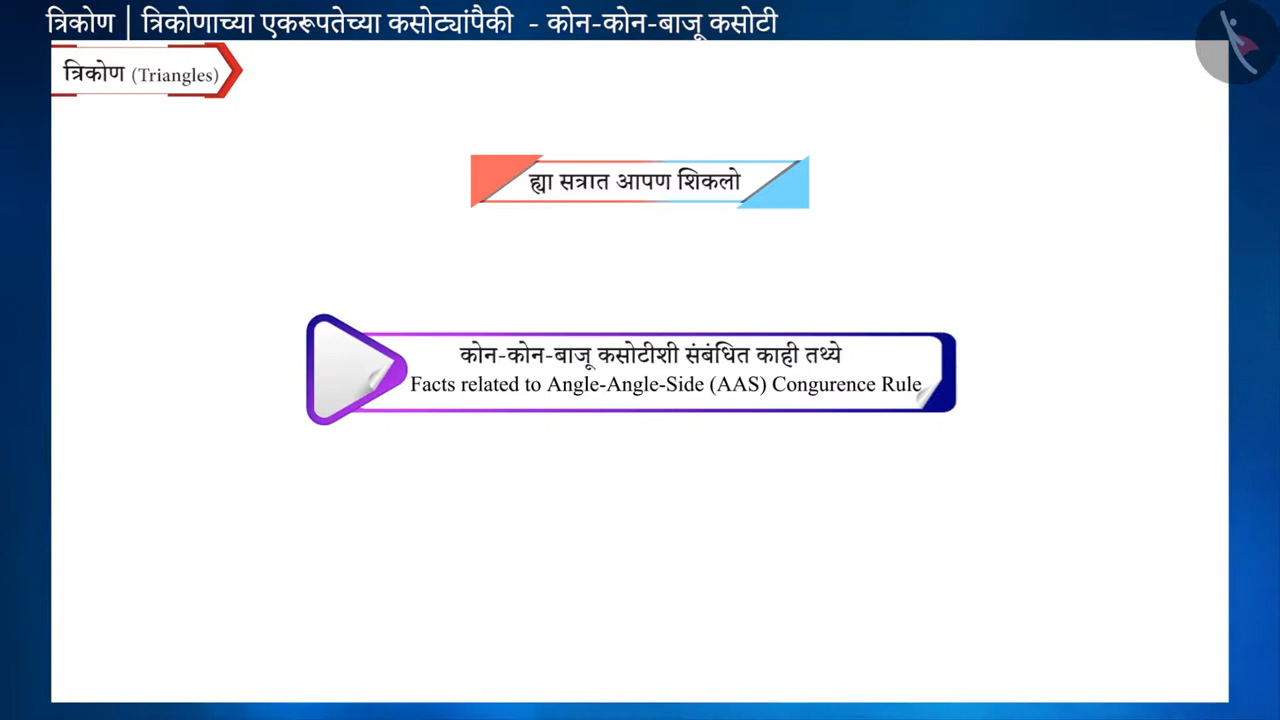 त्रिकोण | त्रिकोणाच्या एकरूपतेच्या कसोट्यांपैकी - कोन-कोन-बाजू कसोटी
त्रिकोण (Triangles)
ह्या सत्रात आपण शिकलो
कोन-कोन-बाजू कसोटीशी संबंधित काही तथ्ये
Facts related to Angle-Angle-Side (AAS) Congurence Rule